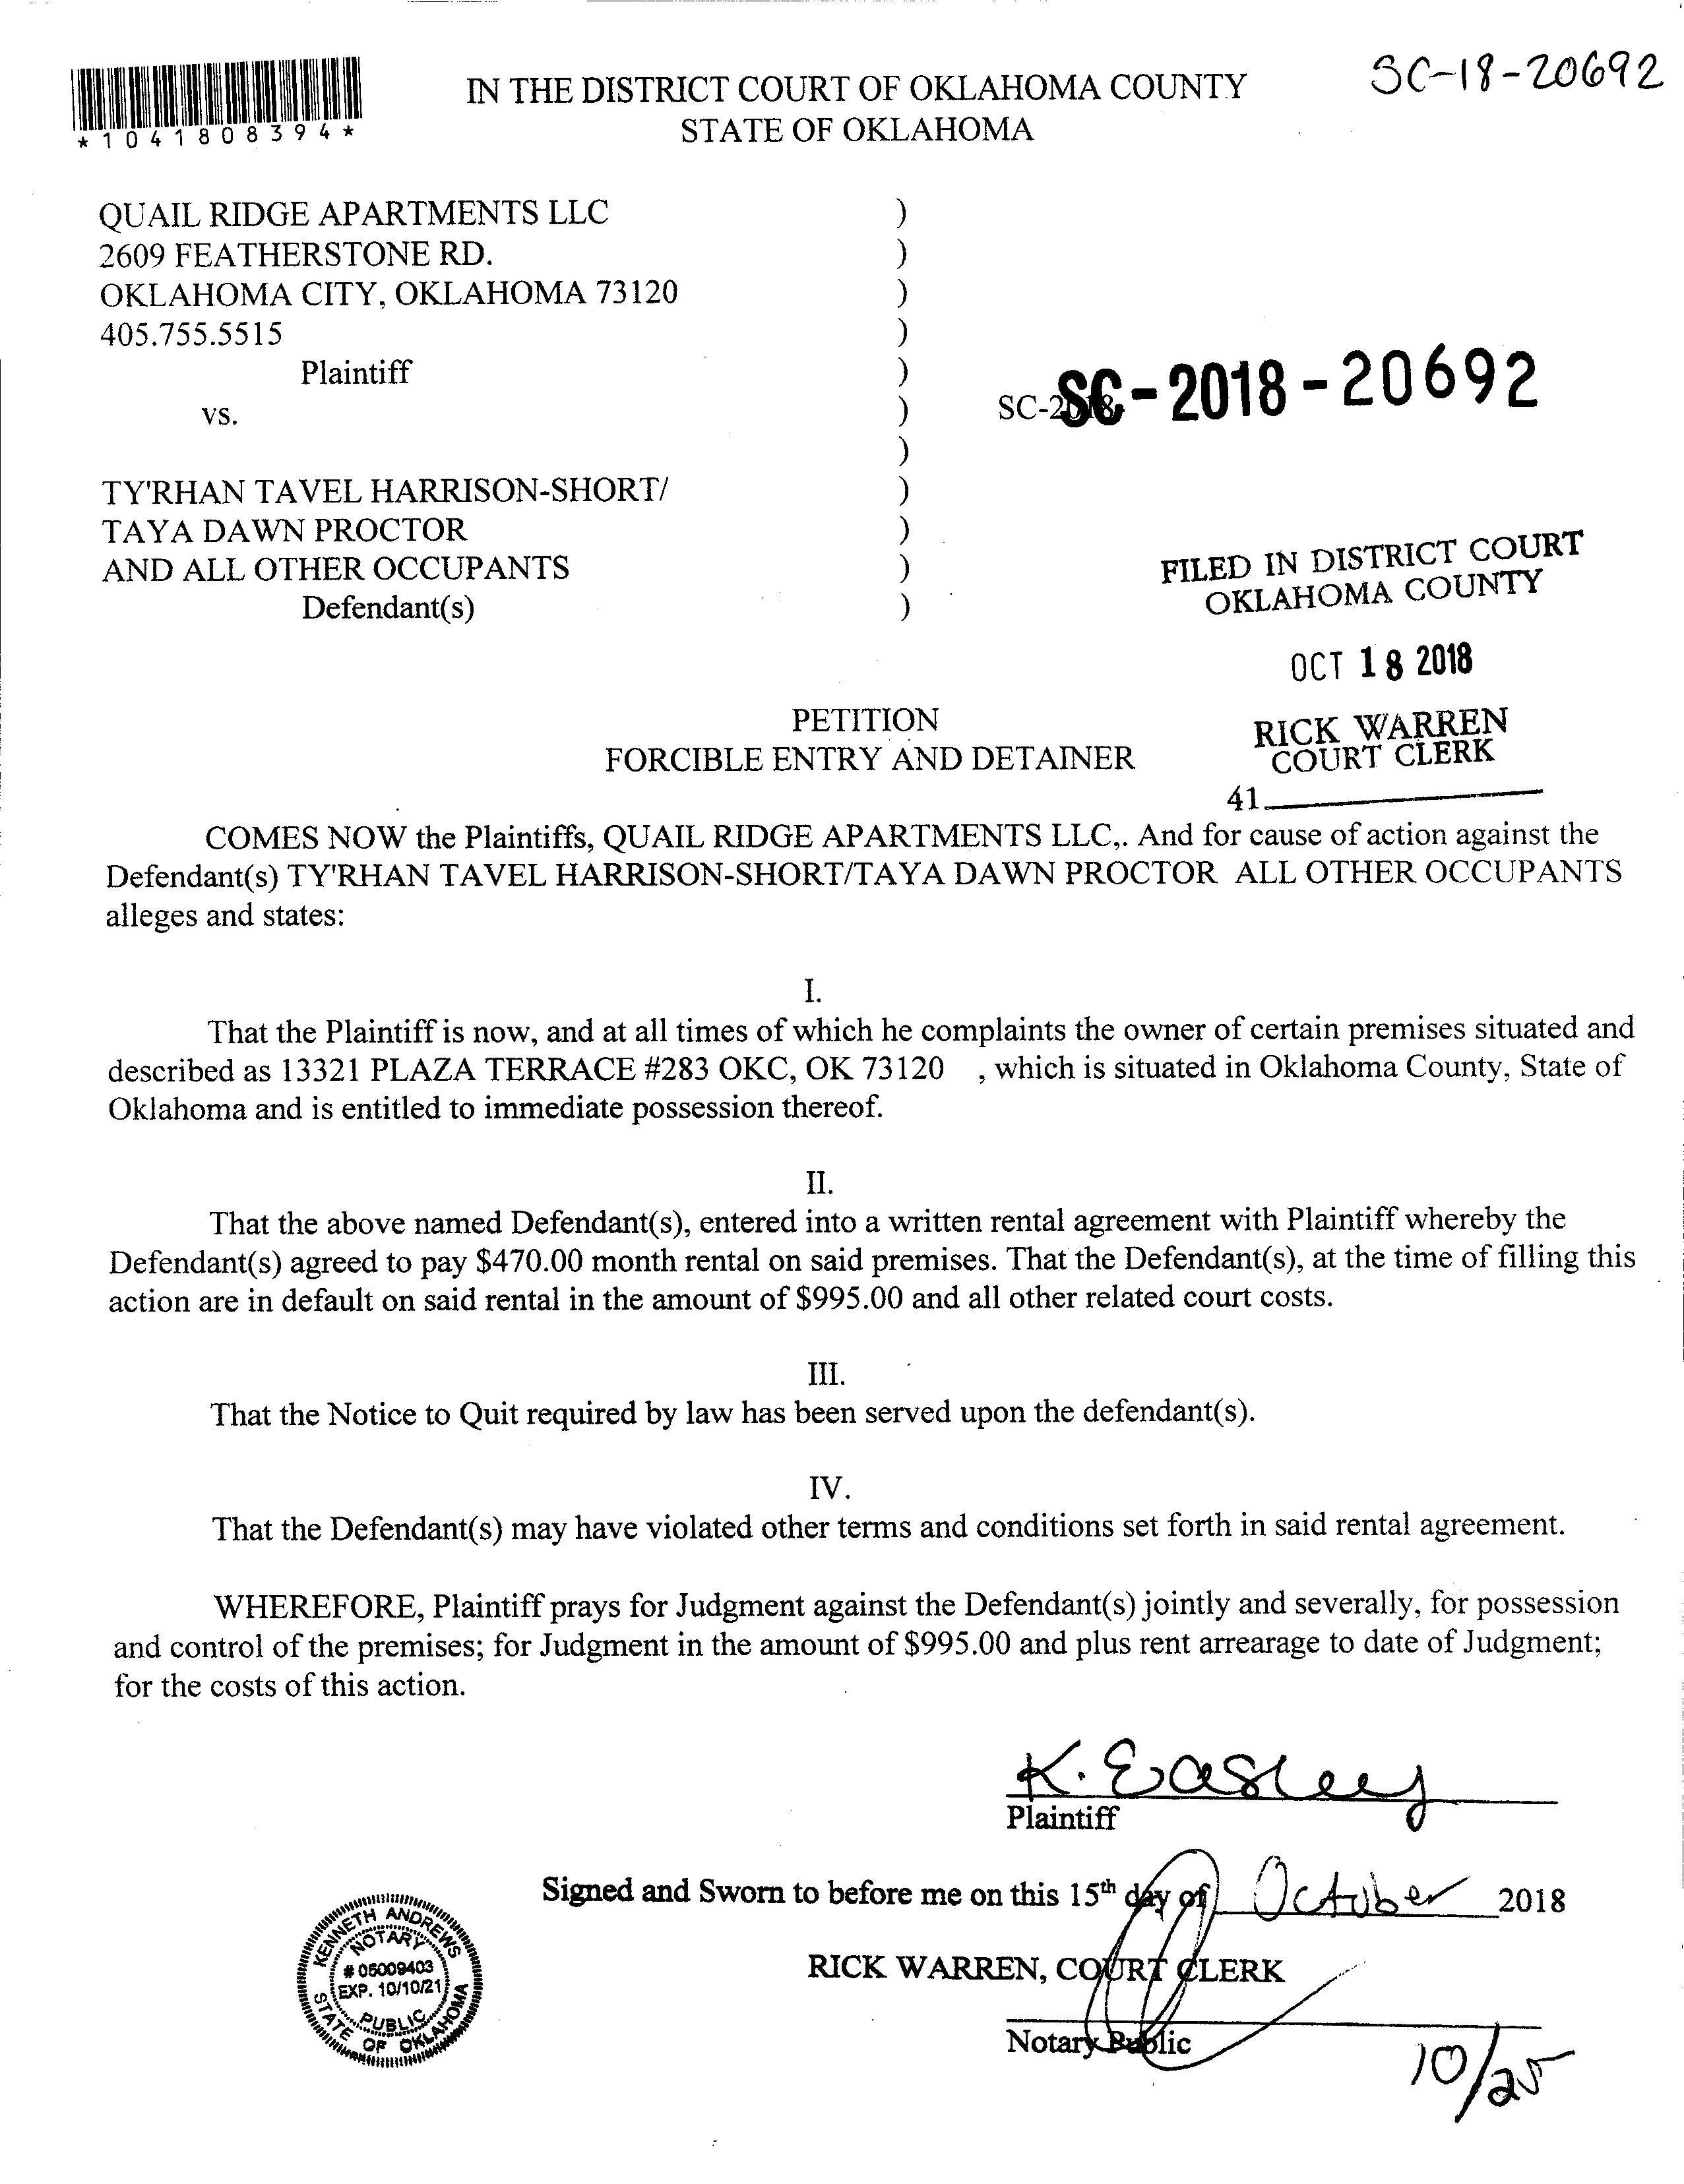 SC-18-20692
*1041808394*
IN THE DISTRICT COURT OF OKLAHOMA COUNTY
STATE OF OKLAHOMA
QUAIL RIDGE APARTMENTS LLC )
2609 FEATHERSTONE RD. )
OKLAHOMA CITY, OKLAHOMA 73120 )
405.755.5515 )
Plaintiff )
vs. ) SC-2018- SC-2018-20692
)
TY'RHAN TAVEL HARRISON-SHORT/ )
TAYA DAWN PROCTOR )
AND ALL OTHER OCCUPANTS )
Defendant(s) )
FILED IN DISTRICT COURT
OKLAHOMA COUNTY
OCT 18 2018
RICK WARREN
COURT CLERK
41
PETITION
FORCIBLE ENTRY AND DETAINER
COMES NOW the Plaintiffs, QUAIL RIDGE APARTMENTS LLC,. And for cause of action against the
Defendant(s) TY'RHAN TAVEL HARRISON-SHORT/TAYA DAWN PROCTOR ALL OTHER OCCUPANTS
alleges and states:
I.
That the Plaintiff is now, and at all times of which he complaints the owner of certain premises situated and
described as 13321 PLAZA TERRACE #283 OKC, OK 73120 , which is situated in Oklahoma County, State of
Oklahoma and is entitled to immediate possession thereof.
II.
That the above named Defendant(s), entered into a written rental agreement with Plaintiff whereby the
Defendant(s) agreed to pay $470.00 month rental on said premises. That the Defendant(s), at the time of filling this
action are in default on said rental in the amount of $995.00 and all other related court costs.
III.
That the Notice to Quit required by law has been served upon the defendant(s).
IV.
That the Defendant(s) may have violated other terms and conditions set forth in said rental agreement.
WHEREFORE, Plaintiff prays for Judgment against the Defendant(s) jointly and severally, for possession
and control of the premises; for Judgment in the amount of $995.00 and plus rent arrearage to date of Judgment;
for the costs of this action.
K. Easley
Plaintiff
Signed and Sworn to before me on this 15th day of October 2018
RICK WARREN, COURT CLERK
Notary Public
KENNETH ANDREWS
NOTARY
# 05009403
EXP. 10/10/21
PUBLIC
STATE OF OKLAHOMA
10/25